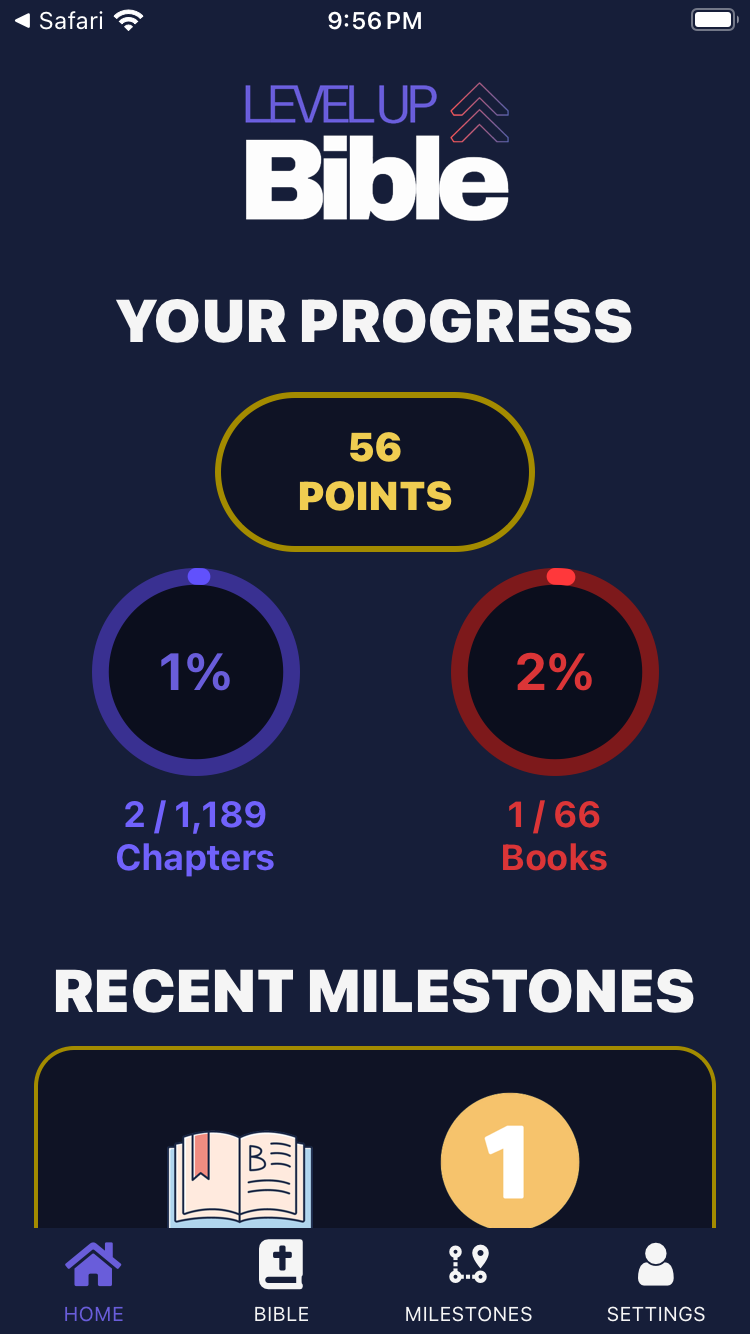 Safari
9:56 PM
LEVEL UP
Bible
YOUR PROGRESS
56
POINTS
1%
2%
2 / 1,189
Chapters
1 / 66
Books
RECENT MILESTONES
B
1
HOME
BIBLE
MILESTONES
SETTINGS